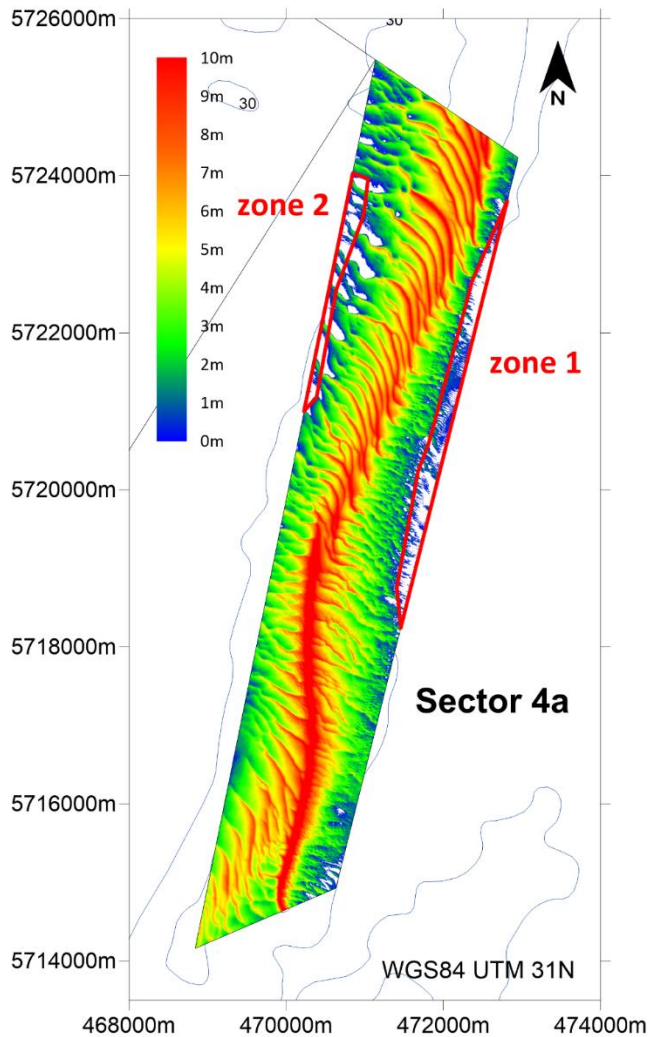 5726000m
30
10m
9m
N
30
8m
5724000m
zone 2
7m
6m
5m
4m
5722000m
3m
zone 1
2m
1m
0m
5720000m
5718000m
Sector 4a
5716000m
5714000m
WGS84 UTM 31N
468000m
470000m
472000m
474000m